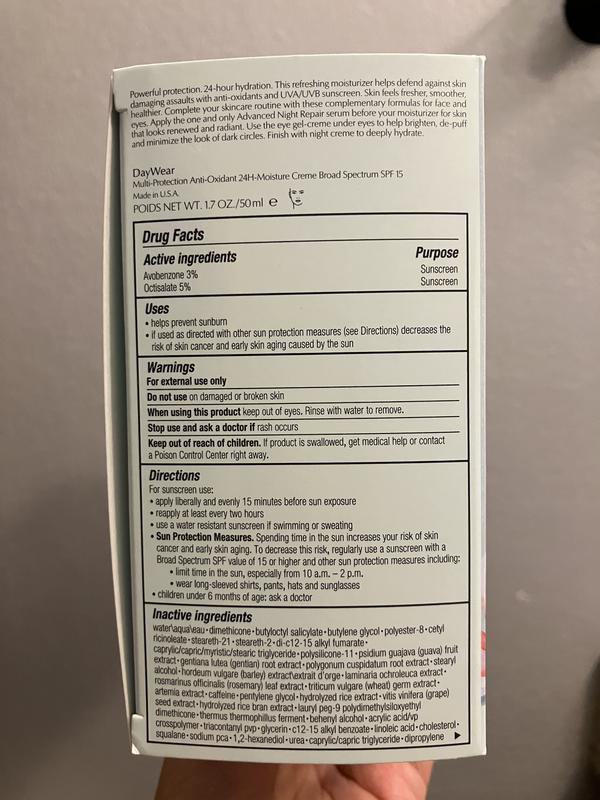 Powerful protection. 24-hour hydration. This refreshing moisturizer helps defend against skin
damaging assaults with anti-oxidants and UVA/UVB sunscreen. Skin feels fresher, smoother,
healthier. Complete your skincare routine with these complementary formulas for face and
eyes. Apply the one and only Advanced Night Repair serum before your moisturizer for skin
that looks renewed and radiant. Use the eye gel-creme under eyes to help brighten, de-puff
and minimize the look of dark circles. Finish with night creme to deeply hydrate.
DayWear
Multi-Protection Anti-Oxidant 24H-Moisture Creme Broad Spectrum SPF 15
Made in U.S.A.
POIDS NET WT. 1.7 OZ./50ml e
Drug Facts
Active ingredients Purpose
Avobenzone 3% Sunscreen
Octisalate 5% Sunscreen
Uses
• helps prevent sunburn
• if used as directed with other sun protection measures (see Directions) decreases the
risk of skin cancer and early skin aging caused by the sun
Warnings
For external use only
Do not use on damaged or broken skin
When using this product keep out of eyes. Rinse with water to remove.
Stop use and ask a doctor if rash occurs
Keep out of reach of children. If product is swallowed, get medical help or contact
a Poison Control Center right away.
Directions
For sunscreen use:
• apply liberally and evenly 15 minutes before sun exposure
• reapply at least every two hours
• use a water resistant sunscreen if swimming or sweating
• Sun Protection Measures. Spending time in the sun increases your risk of skin
cancer and early skin aging. To decrease this risk, regularly use a sunscreen with a
Broad Spectrum SPF value of 15 or higher and other sun protection measures including:
• limit time in the sun, especially from 10 a.m. – 2 p.m.
• wear long-sleeved shirts, pants, hats and sunglasses
• children under 6 months of age: ask a doctor
Inactive ingredients
water\aqua\eau • dimethicone • butyloctyl salicylate • butylene glycol • polyester-8 • cetyl
ricinoleate • steareth-21 • steareth-2 • di-c12-15 alkyl fumarate •
caprylic/capric/myristic/stearic triglyceride • polysilicone-11 • psidium guajava (guava) fruit
extract • gentiana lutea (gentian) root extract • polygonum cuspidatum root extract • stearyl
alcohol • hordeum vulgare (barley) extract\extrait d'orge • laminaria ochroleuca extract •
rosmarinus officinalis (rosemary) leaf extract • triticum vulgare (wheat) germ extract •
artemia extract • caffeine • pentylene glycol • hydrolyzed rice extract • vitis vinifera (grape)
seed extract • hydrolyzed rice bran extract • lauryl peg-9 polydimethylsiloxyethyl
dimethicone • thermus thermophillus ferment • behenyl alcohol • acrylic acid/vp
crosspolymer • triacontanyl pvp • glycerin • c12-15 alkyl benzoate • linoleic acid • cholesterol •
squalane • sodium pca • 1,2-hexanediol • urea • caprylic/capric triglyceride • dipropylene ▶